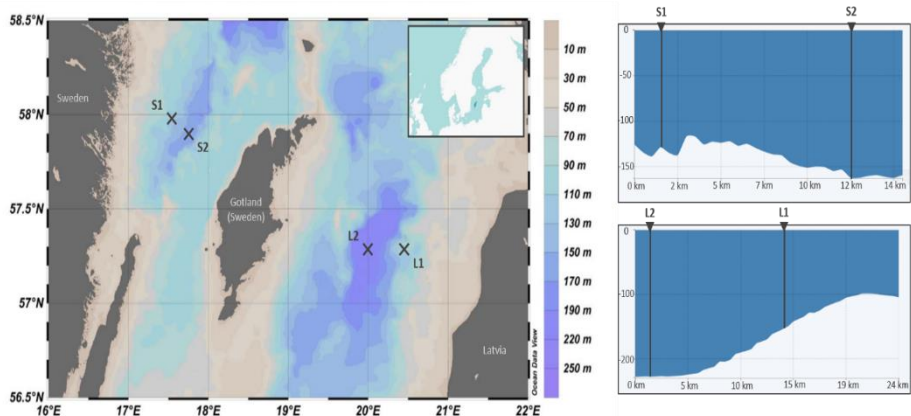 58.5°N
58°N
57.5°N
57°N
56.5°N
16°E
17°E
18°E
19°E
20°E
21°E
22°E
Sweden
S1
S2
Gotland
(Sweden)
L2
L1
Latvia
Ocean Data View
10 m
30 m
50 m
70 m
90 m
110 m
130 m
150 m
170 m
190 m
220 m
250 m
S1
S2
0
-50
-100
-150
0 km
2 km
5 km
7 km
10 km
12 km
14 km
L2
L1
0
-100
-200
0 km
5 km
10 km
15 km
19 km
24 km